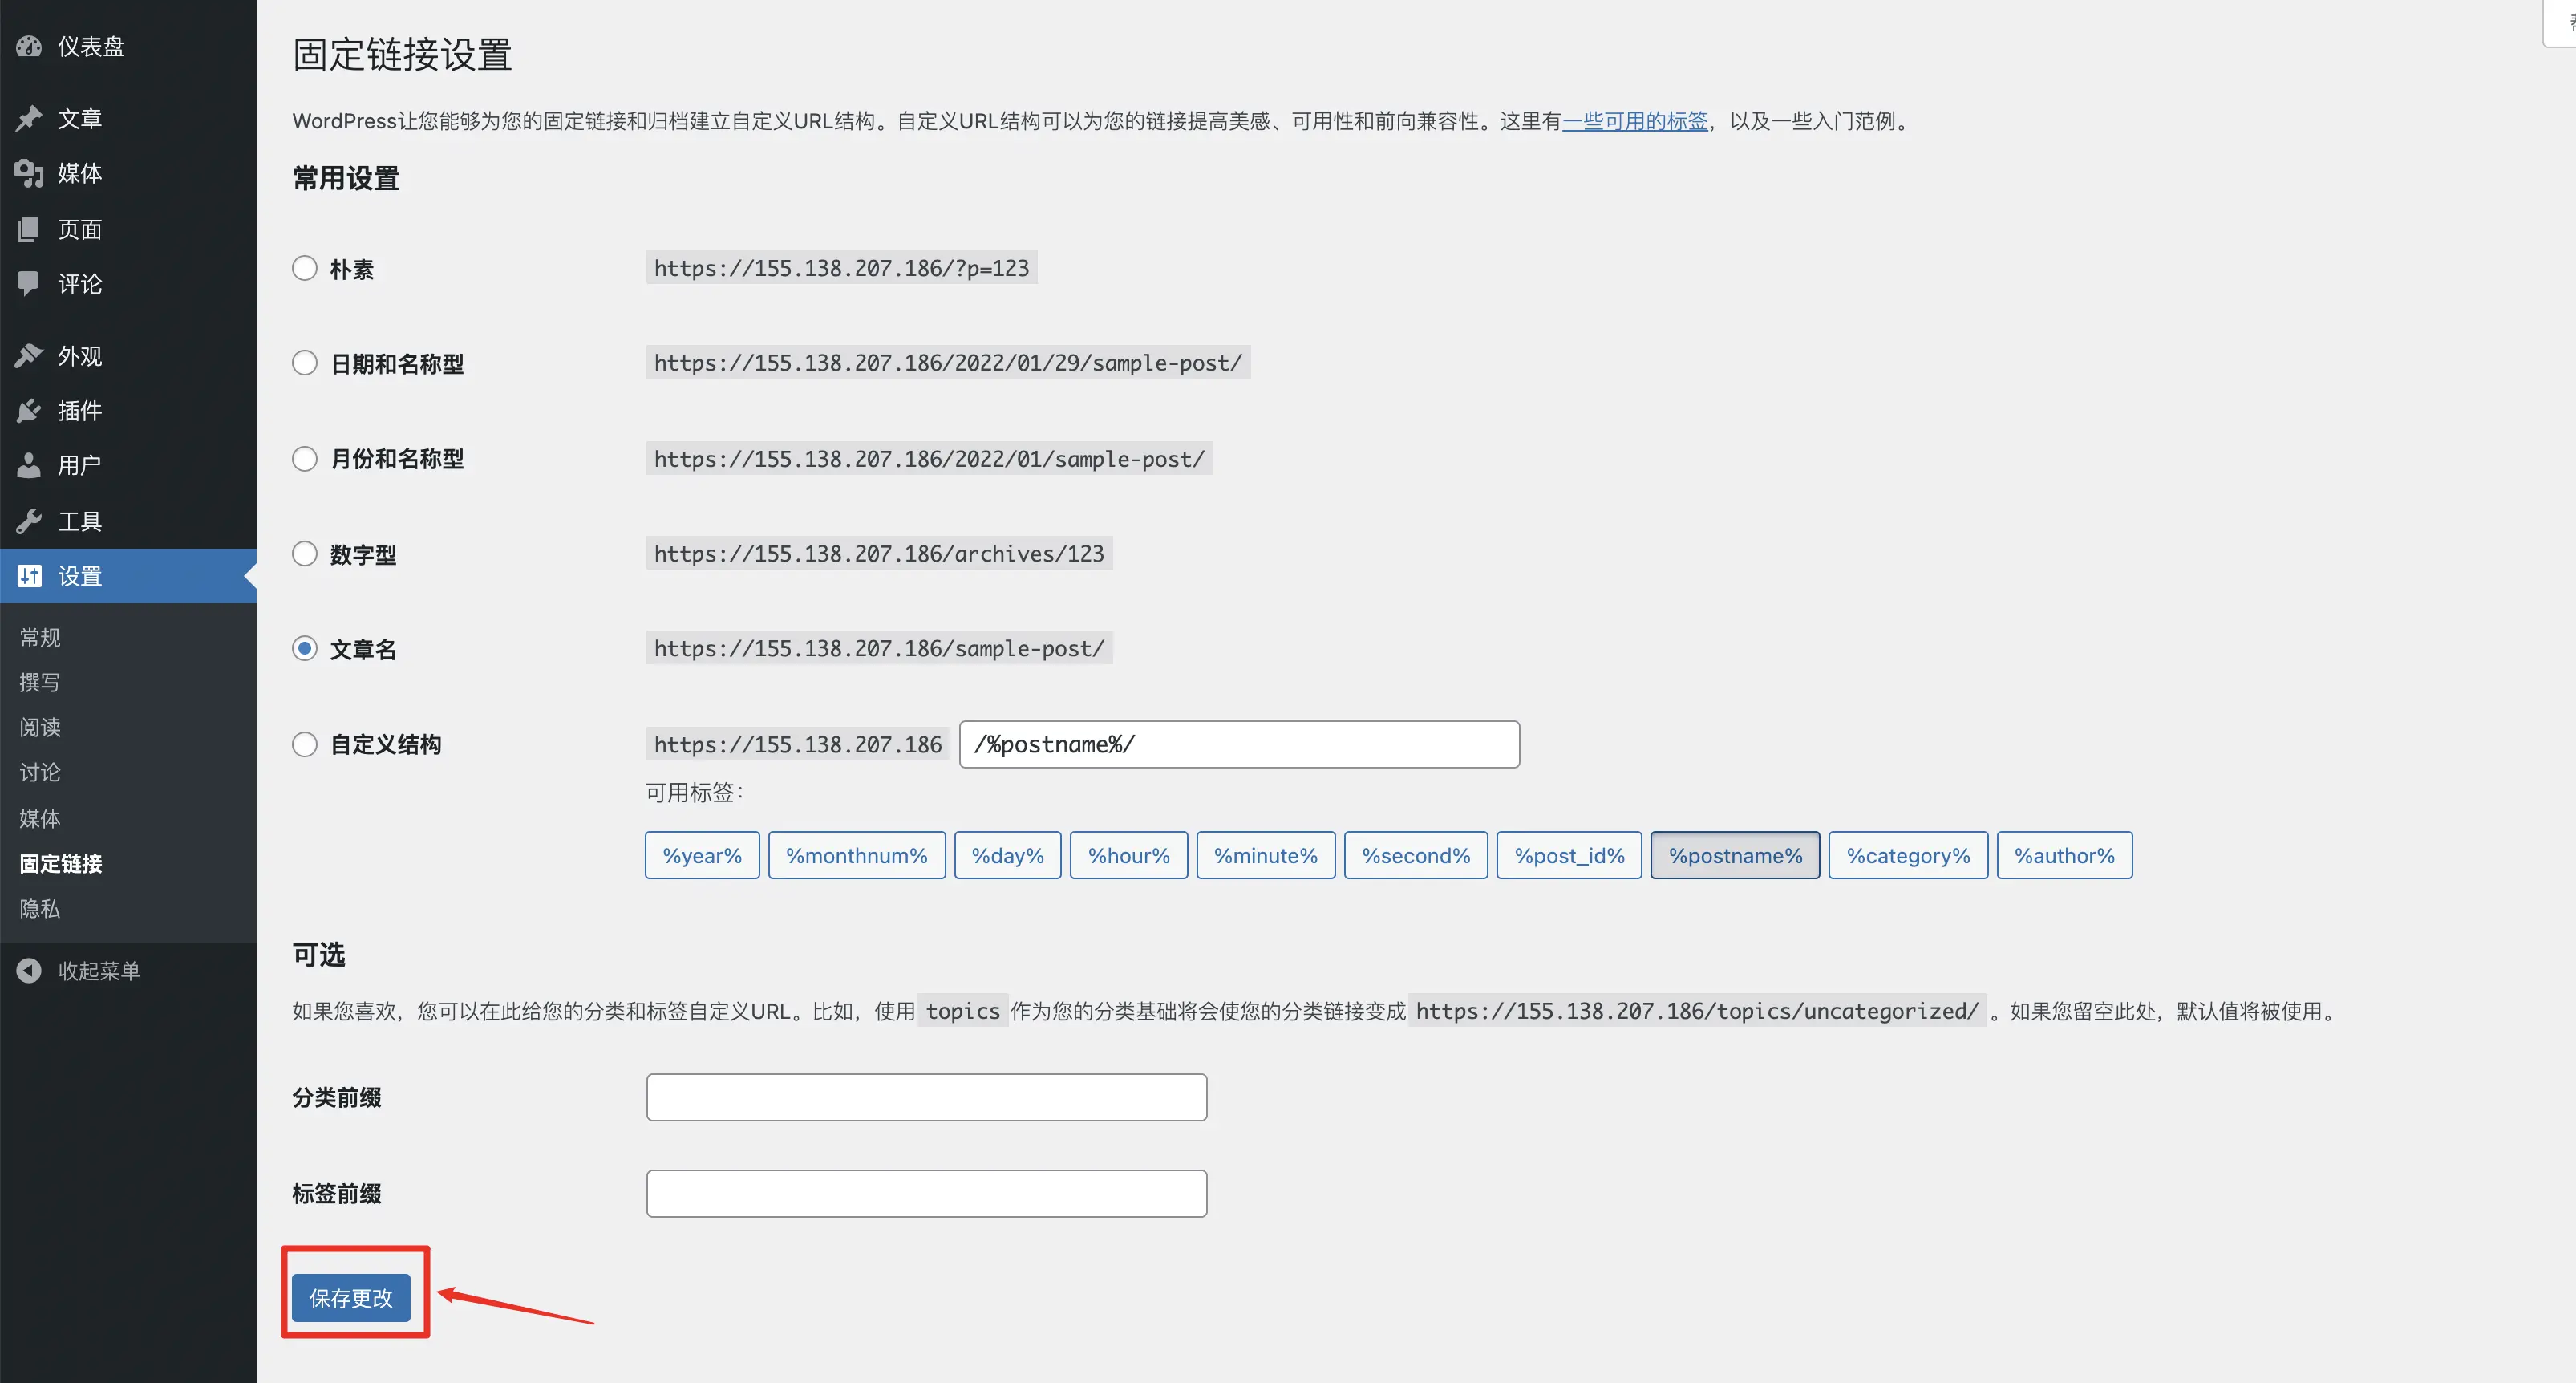 仪表盘
文章
媒体
页面
评论
外观
插件
用户
工具
设置
常规
撰写
阅读
讨论
媒体
固定链接
隐私
收起菜单
固定链接设置
WordPress让您能够为您的固定链接和归档建立自定义URL结构。自定义URL结构可以为您的链接提高美感、可用性和前向兼容性。这里有一些可用的标签，以及一些入门范例。
常用设置
朴素 https://155.138.207.186/?p=123
日期和名称型 https://155.138.207.186/2022/01/29/sample-post/
月份和名称型 https://155.138.207.186/2022/01/sample-post/
数字型 https://155.138.207.186/archives/123
文章名 https://155.138.207.186/sample-post/
自定义结构 https://155.138.207.186 /%postname%/
可用标签：
%year% %monthnum% %day% %hour% %minute% %second% %post_id% %postname% %category% %author%
可选
如果您喜欢，您可以在此给您的分类和标签自定义URL。比如，使用 topics 作为您的分类基础将会使您的分类链接变成 https://155.138.207.186/topics/uncategorized/ 。如果您留空此处，默认值将被使用。
分类前缀
标签前缀
保存更改